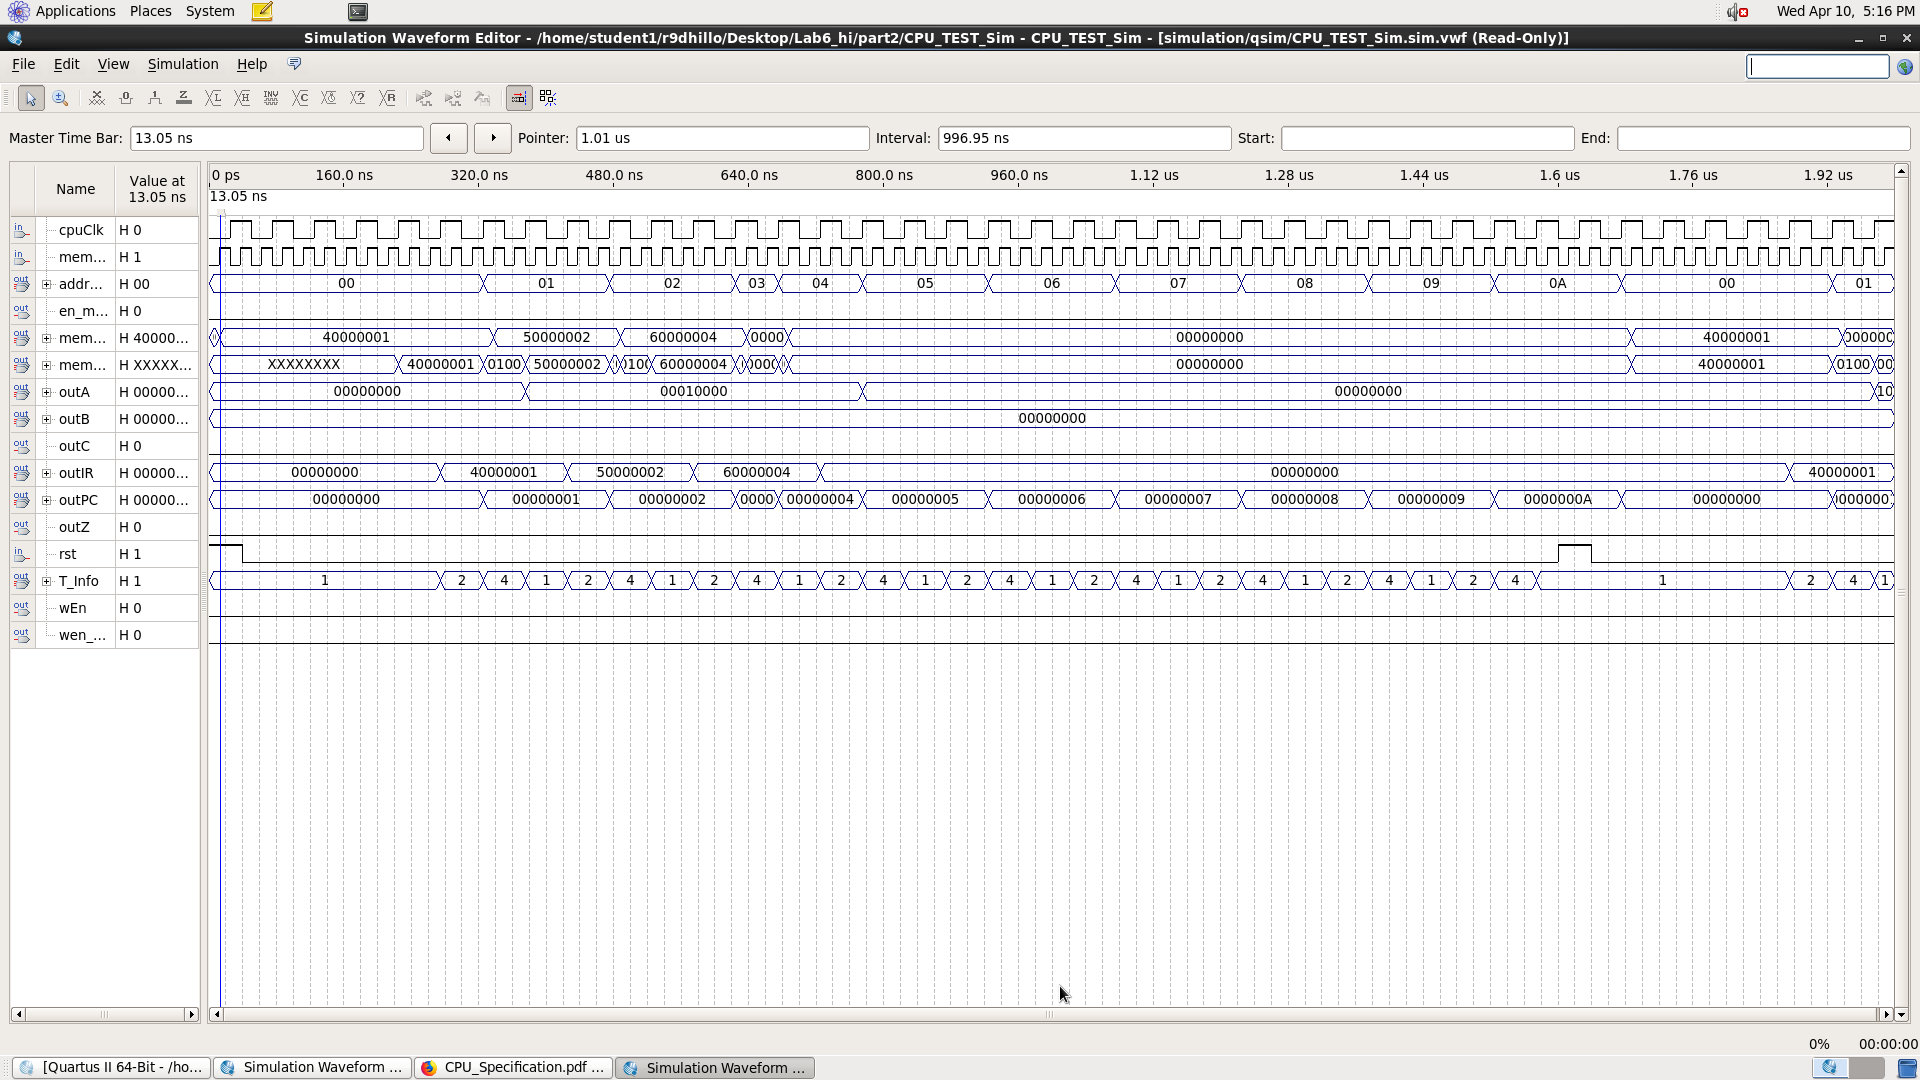 Applications Places System Wed Apr 10, 5:16 PM
Simulation Waveform Editor - /home/student1/r9dhillo/Desktop/Lab6_hi/part2/CPU_TEST_Sim - CPU_TEST_Sim - [simulation/qsim/CPU_TEST_Sim.sim.vwf (Read-Only)]
File Edit View Simulation Help
Master Time Bar: 13.05 ns Pointer: 1.01 us Interval: 996.95 ns Start: End:
Name Value at 13.05 ns 0 ps 160.0 ns 320.0 ns 480.0 ns 640.0 ns 800.0 ns 960.0 ns 1.12 us 1.28 us 1.44 us 1.6 us 1.76 us 1.92 us
13.05 ns
cpuClk H 0
mem... H 1
addr... H 00 00 01 02 03 04 05 06 07 08 09 0A 00 01
en_m... H 0
mem... H 40000... 40000001 50000002 60000004 0000 00000000 40000001
mem... H XXXXX... XXXXXXXX 40000001 0100 50000002 60000004 00000000 40000001 0100 00
outA H 00000... 00000000 00010000 00000000 10
outB H 00000... 00000000
outC H 0
outIR H 00000... 00000000 40000001 50000002 60000004 00000000 40000001
outPC H 00000... 00000000 00000001 00000002 0000 00000004 00000005 00000006 00000007 00000008 00000009 0000000A 00000000
outZ H 0
rst H 1
T_Info H 1 1 2 4 1 2 4 1 2 4 1 2 4 1 2 4 1 2 4 1 2 4 1 2 4 1 2 4 1 2 4 1
wEn H 0
wen_... H 0
0% 00:00:00
[Quartus II 64-Bit - /ho... Simulation Waveform ... CPU_Specification.pdf ... Simulation Waveform ...